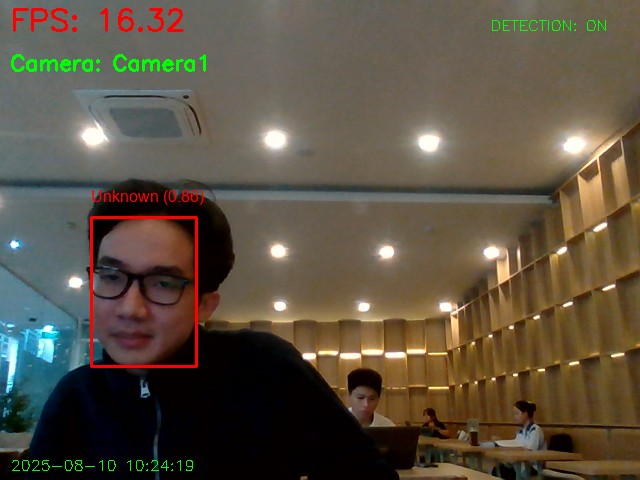 FPS: 16.32
DETECTION: ON
Camera: Camera1
Unknown (0.86)
2025-08-10 10:24:19